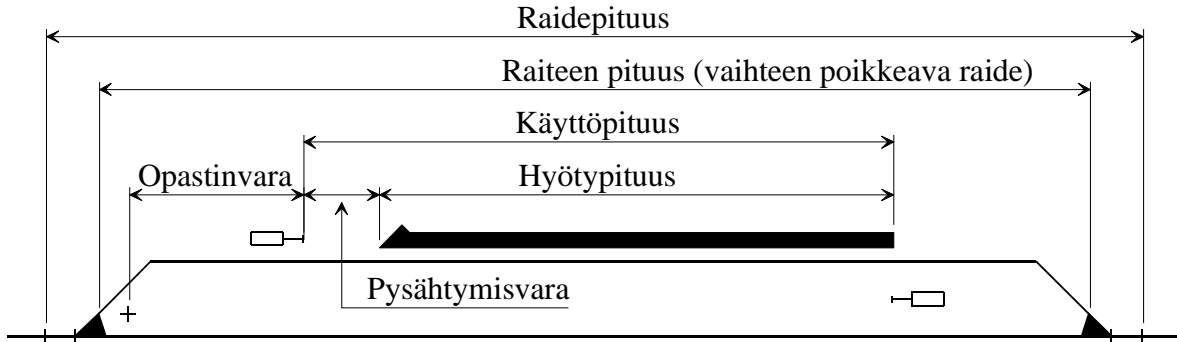 Raidepituus
Raiteen pituus (vaihteen poikkeava raide)
Käyttöpituus
Opastinvara
Hyötypituus
Pysähtymisvara